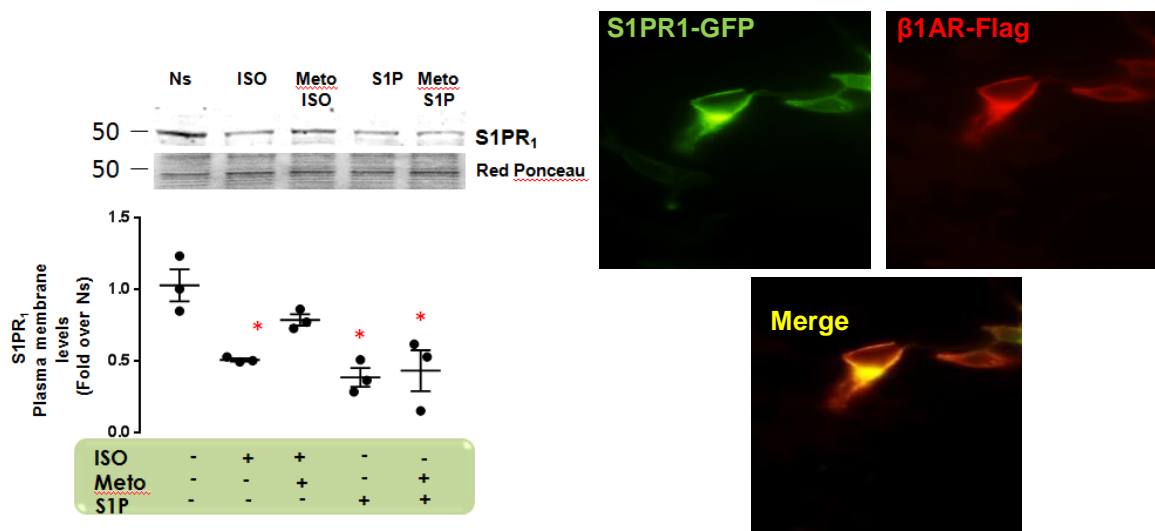 Ns ISO Meto ISO S1P Meto S1P
50 — S1PR1
50 — Red Ponceau
1.5
1.0
0.5
0.0
S1PR1
Plasma membrane
levels
(Fold over Ns)
* * *
ISO - + + - -
Meto - - + - +
S1P - - - + +
S1PR1-GFP
β1AR-Flag
Merge